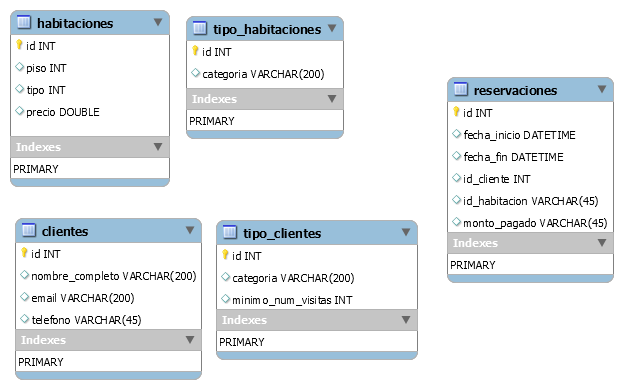 habitaciones
id INT
piso INT
tipo INT
precio DOUBLE
Indexes
PRIMARY
tipo_habitaciones
id INT
categoria VARCHAR(200)
Indexes
PRIMARY
reservaciones
id INT
fecha_inicio DATETIME
fecha_fin DATETIME
id_cliente INT
id_habitacion VARCHAR(45)
monto_pagado VARCHAR(45)
Indexes
PRIMARY
clientes
id INT
nombre_completo VARCHAR(200)
email VARCHAR(200)
telefono VARCHAR(45)
Indexes
PRIMARY
tipo_clientes
id INT
categoria VARCHAR(200)
minimo_num_visitas INT
Indexes
PRIMARY